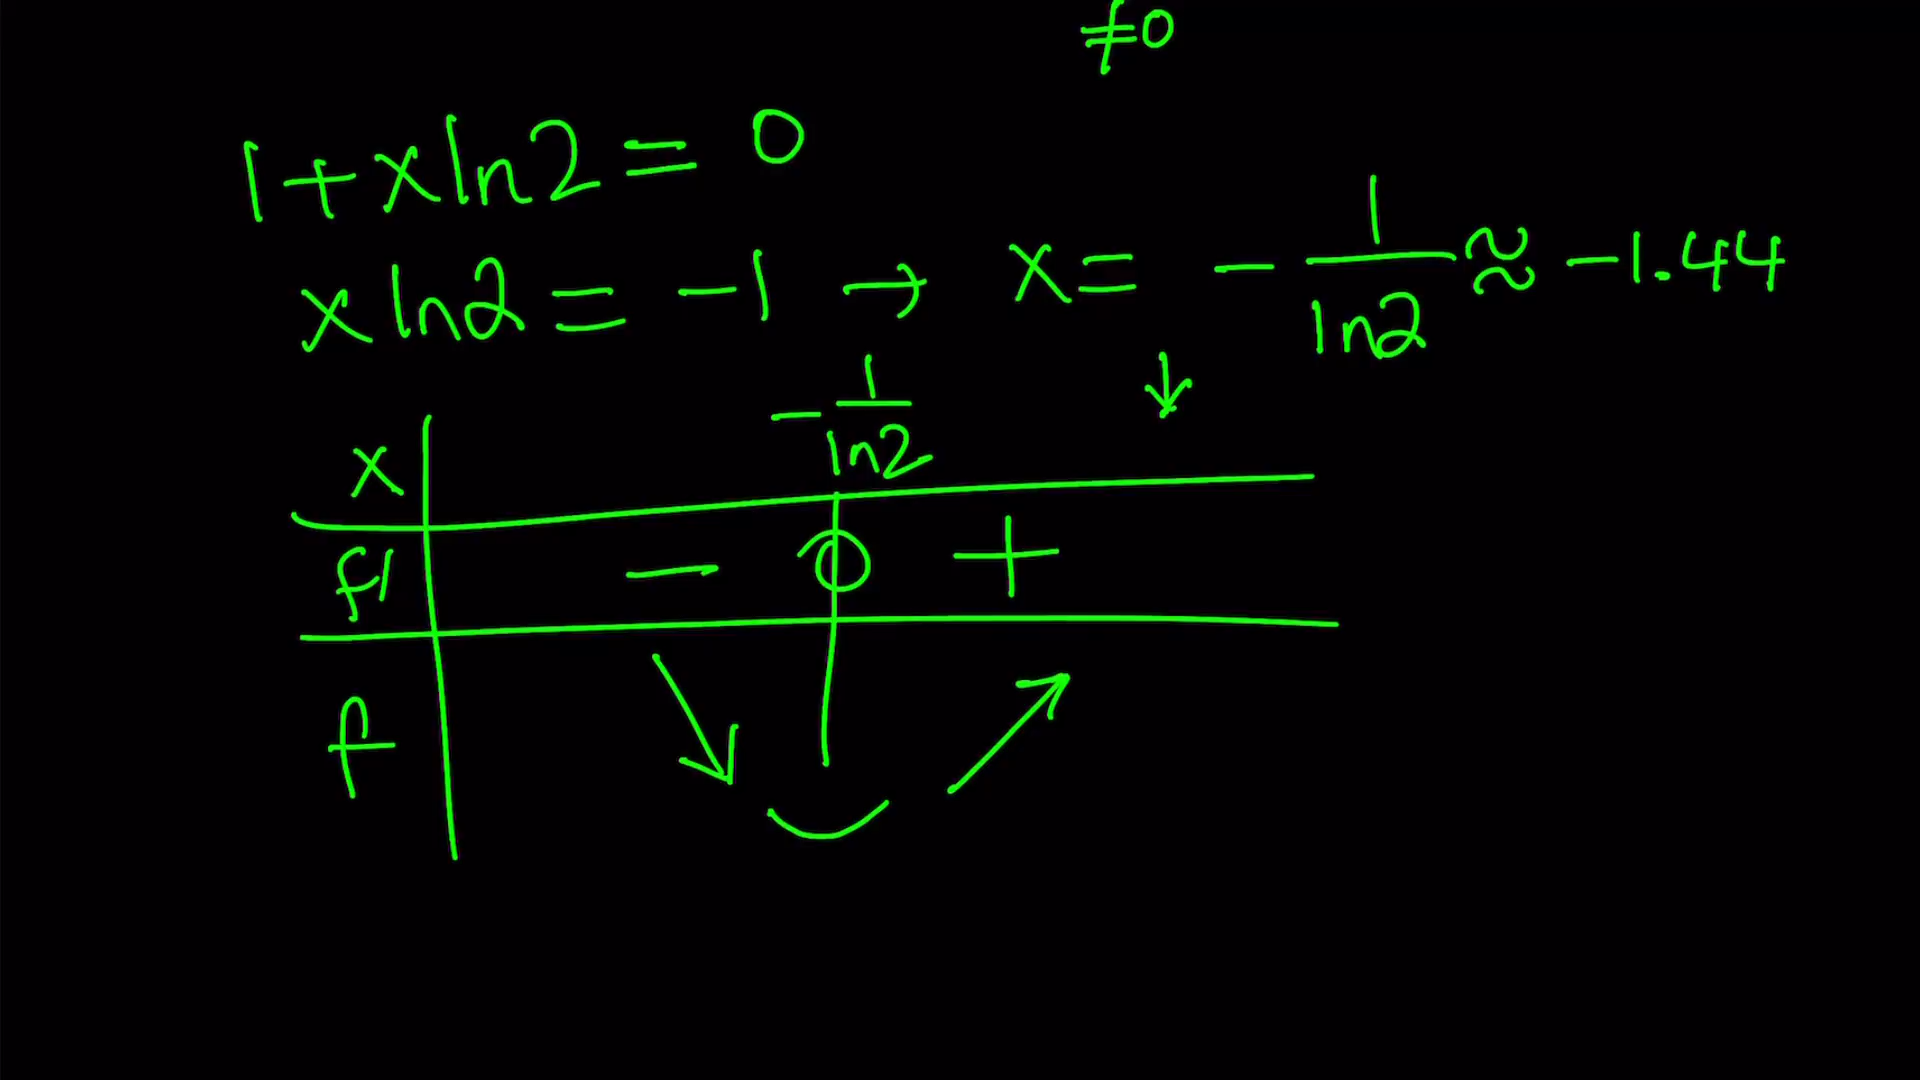 ≠0
1+xln2=0
xln2=-1→ x= -1/ln2 ≈ -1.44
↓
-1/ln2
x
f' - 0 +
f ↘ ↗